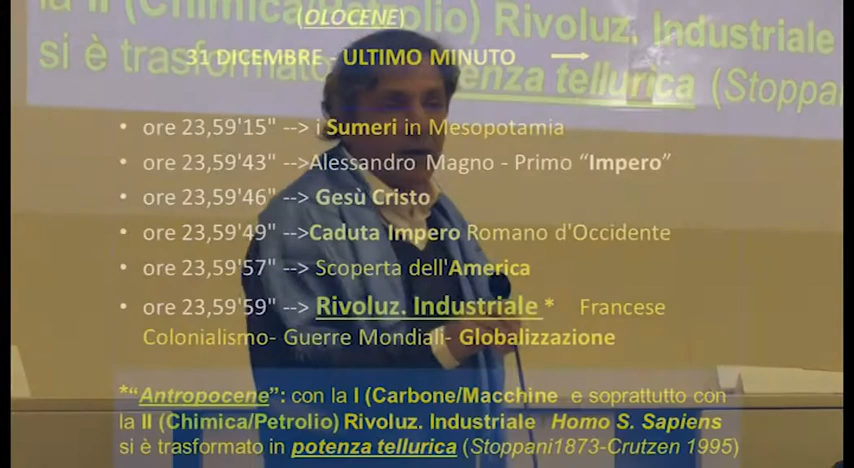 la II (Chimica/Petrolio) Rivoluz. Industriale
si è trasformato potenza tellurica (Stoppani
(OLOCENE)
31 DICEMBRE - ULTIMO MINUTO
• ore 23,59'15" --> i Sumeri in Mesopotamia
• ore 23,59'43" -->Alessandro Magno - Primo “Impero”
• ore 23,59'46" --> Gesù Cristo
• ore 23,59'49" -->Caduta Impero Romano d'Occidente
• ore 23,59'57" --> Scoperta dell'America
• ore 23,59'59" --> Rivoluz. Industriale * Francese
Colonialismo- Guerre Mondiali- Globalizzazione
*“Antropocene”: con la I (Carbone/Macchine e soprattutto con
la II (Chimica/Petrolio) Rivoluz. Industriale Homo S. Sapiens
si è trasformato in potenza tellurica (Stoppani1873-Crutzen 1995)